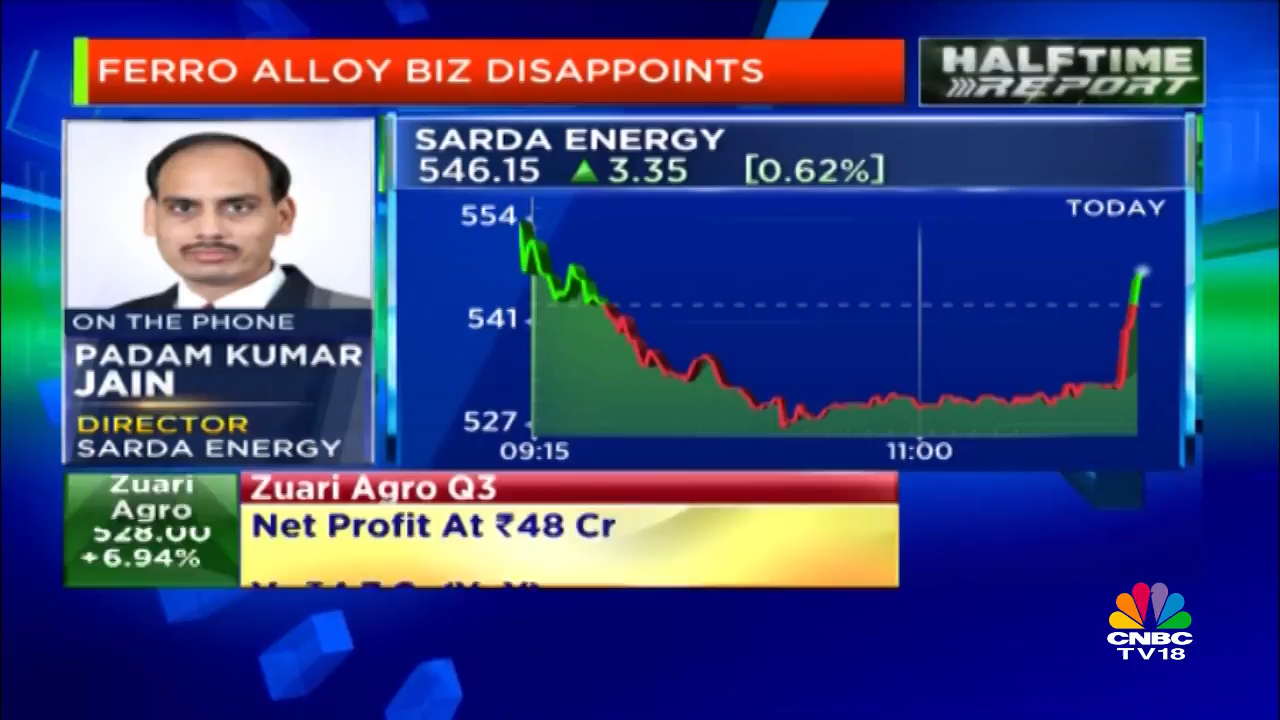 FERRO ALLOY BIZ DISAPPOINTS
HALFTIME
REPORT
SARDA ENERGY
546.15 ▲ 3.35 [0.62%]
TODAY
554
541
527
09:15 11:00
ON THE PHONE
PADAM KUMAR
JAIN
DIRECTOR
SARDA ENERGY
Zuari
Agro
528.00
+6.94%
Zuari Agro Q3
Net Profit At ₹48 Cr
CNBC
TV18